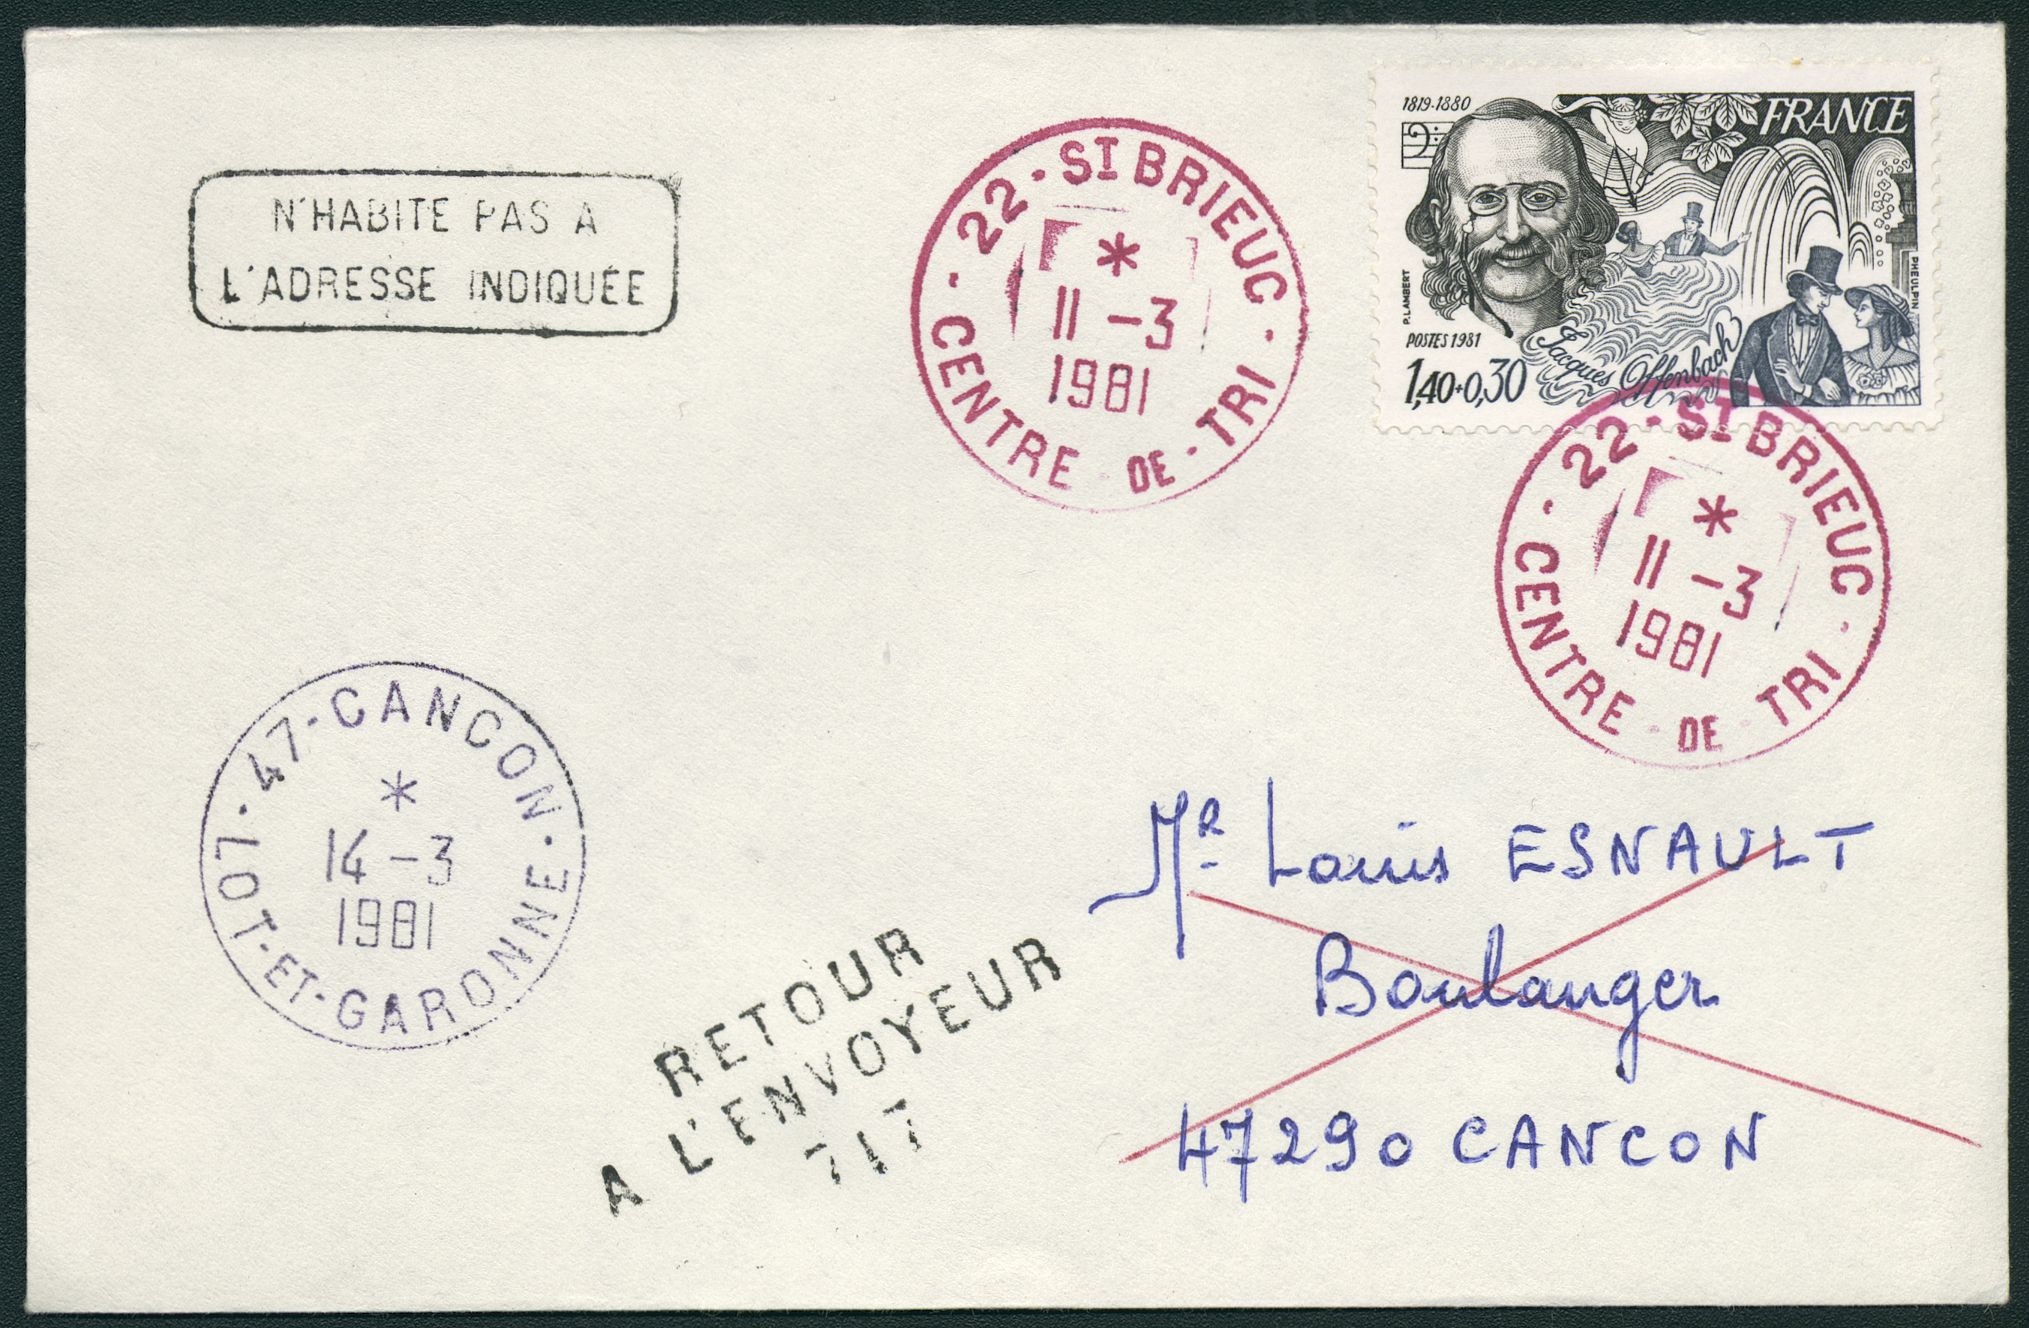 N'HABITE PAS A
L'ADRESSE INDIQUÉE
22 - ST BRIEUC
*
11 - 3
1981
CENTRE - DE - TRI
1819-1880
FRANCE
P. LAMBERT
PHEULPIN
POSTES 1981
1,40+0,30
Jacques Offenbach
22 - ST BRIEUC
*
11 - 3
1981
CENTRE - DE - TRI
47 - CANCON
*
14 - 3
1981
LOT - ET - GARONNE
RETOUR
A L'ENVOYEUR
717
MR Louis ESNAULT
Boulanger
47290 CANCON